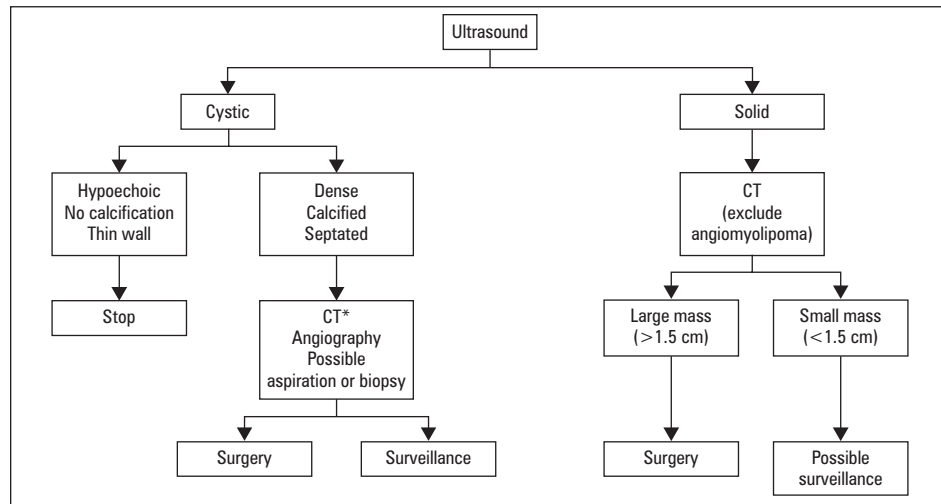 Ultrasound
Cystic
Solid
Hypoechoic
No calcification
Thin wall
Dense
Calcified
Septated
CT
(exclude
angiomyolipoma)
Stop
CT*
Angiography
Possible
aspiration or biopsy
Large mass
(>1.5 cm)
Small mass
(<1.5 cm)
Surgery
Surveillance
Surgery
Possible
surveillance